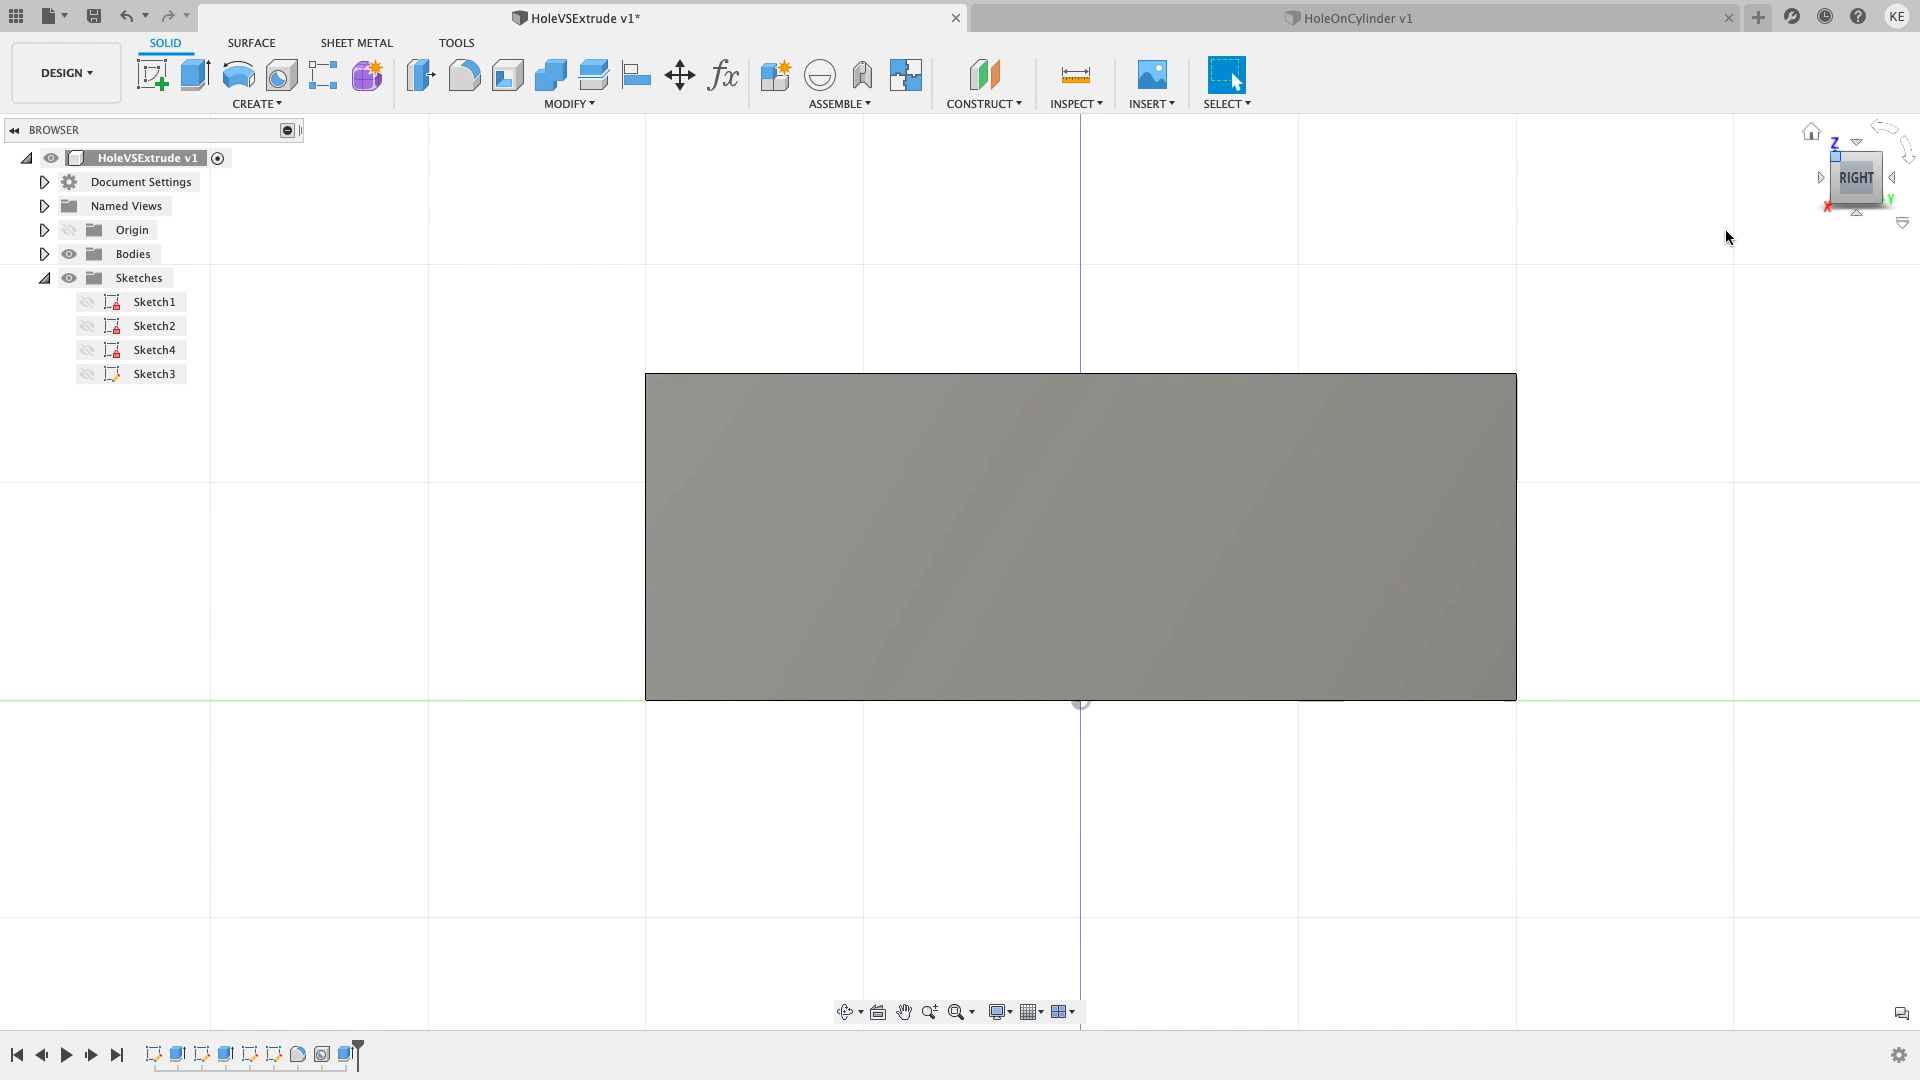 HoleVSExtrude v1*
HoleOnCylinder v1
KE
DESIGN
SOLID
SURFACE
SHEET METAL
TOOLS
fx
CREATE
MODIFY
ASSEMBLE
CONSTRUCT
INSPECT
INSERT
SELECT
BROWSER
HoleVSExtrude v1
Document Settings
Named Views
Origin
Bodies
Sketches
Sketch1
Sketch2
Sketch4
Sketch3
Z
RIGHT
X
Y